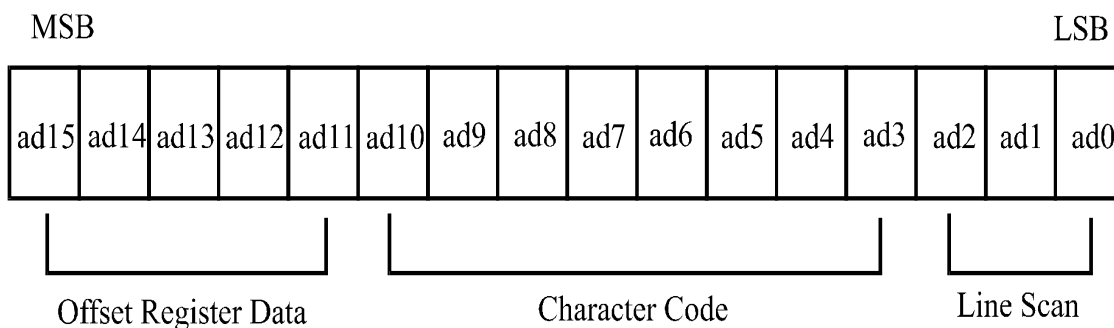 MSB LSB
ad15 ad14 ad13 ad12 ad11 ad10 ad9 ad8 ad7 ad6 ad5 ad4 ad3 ad2 ad1 ad0
Offset Register Data Character Code Line Scan